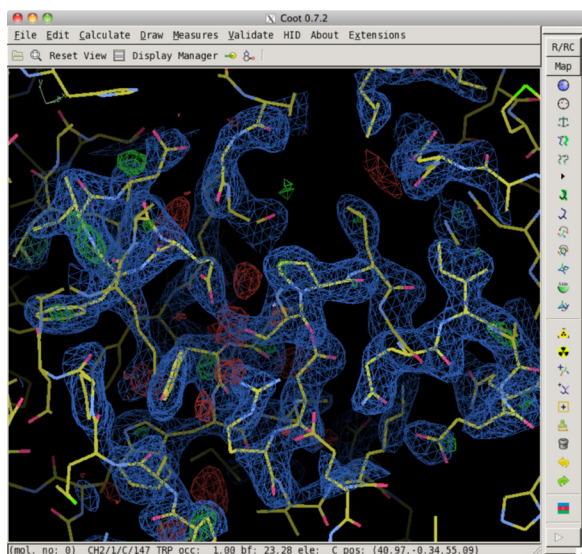 Coot 0.7.2
File Edit Calculate Draw Measures Validate HID About Extensions
Reset View Display Manager
R/RC
Map
(mol. no: 0) CH2/1/C/147 TRP occ: 1.00 bf: 23.28 ele: C pos: (40.97,-0.34,55.09)